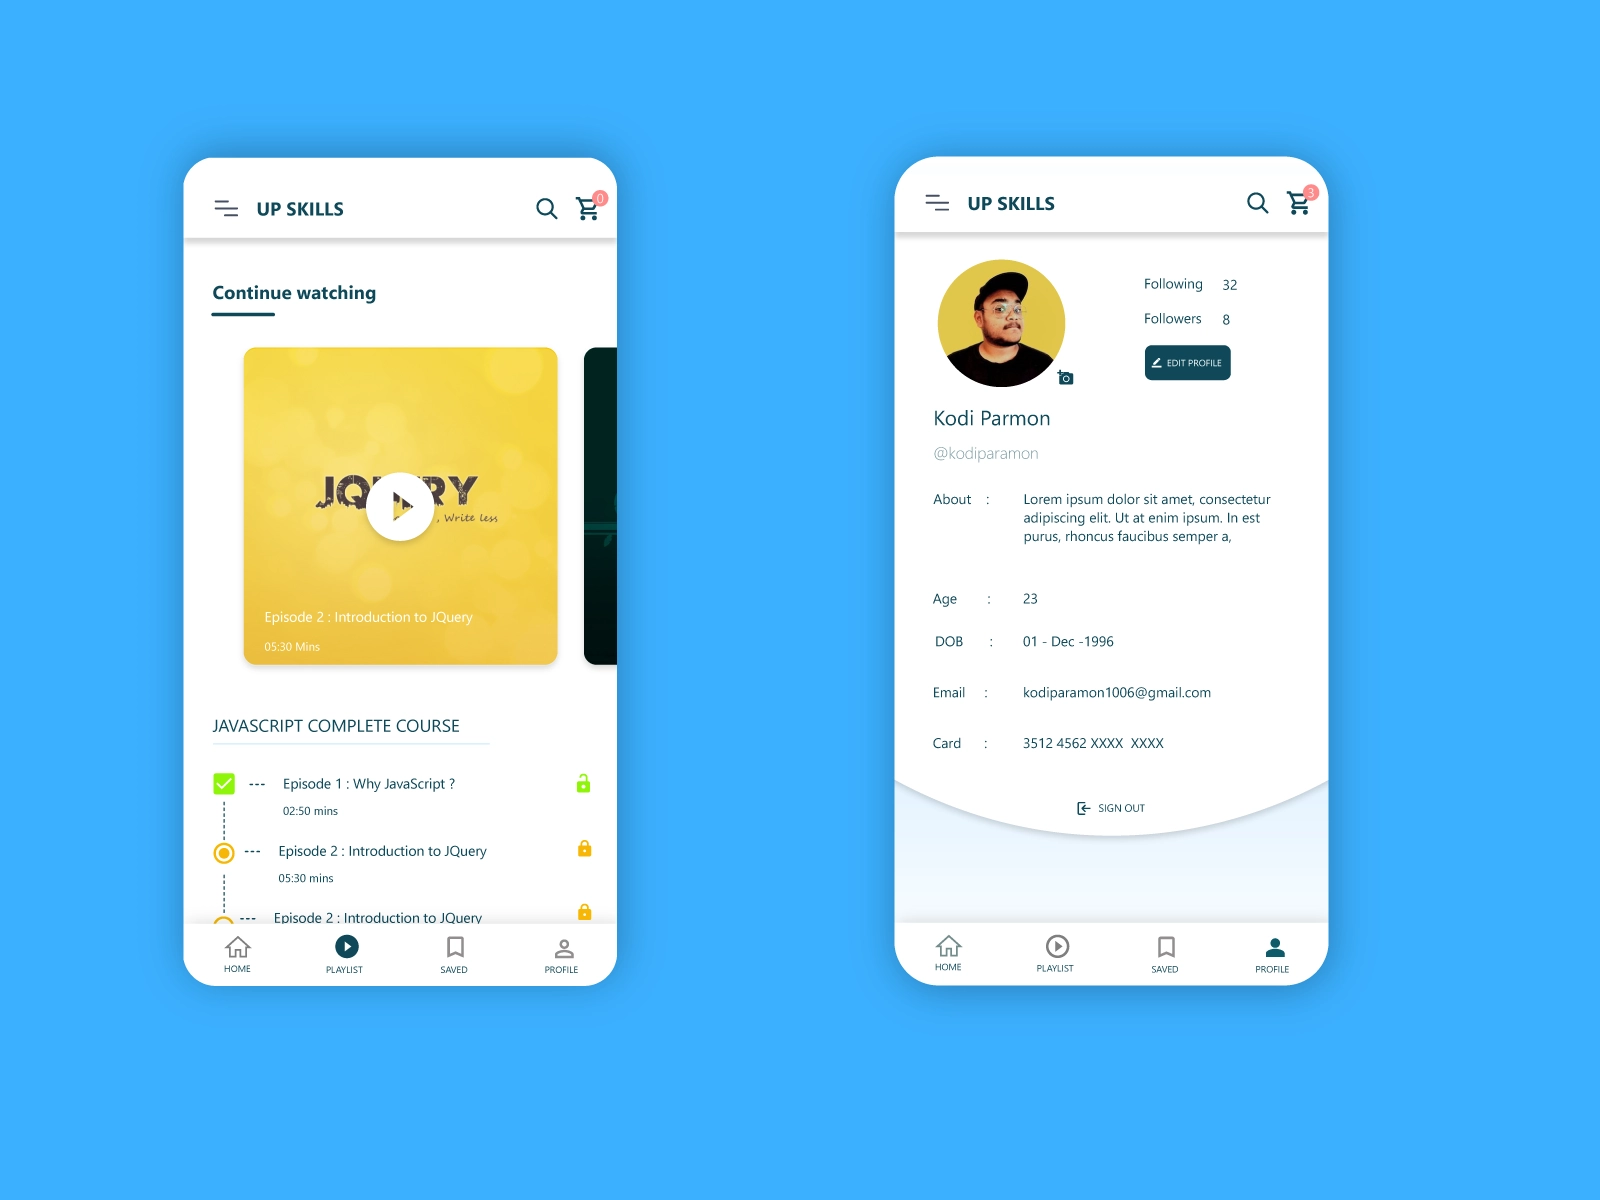 UP SKILLS
0
Continue watching
JQ RY
, Write less
Episode 2 : Introduction to JQuery
05:30 Mins
JAVASCRIPT COMPLETE COURSE
--- Episode 1 : Why JavaScript ?
02:50 mins
--- Episode 2 : Introduction to JQuery
05:30 mins
--- Episode 2 : Introduction to JQuery
HOME PLAYLIST SAVED PROFILE
UP SKILLS
3
Following 32
Followers 8
EDIT PROFILE
Kodi Parmon
@kodiparamon
About : Lorem ipsum dolor sit amet, consectetur
adipiscing elit. Ut at enim ipsum. In est
purus, rhoncus faucibus semper a,
Age : 23
DOB : 01 - Dec -1996
Email : kodiparamon1006@gmail.com
Card : 3512 4562 XXXX XXXX
SIGN OUT
HOME PLAYLIST SAVED PROFILE